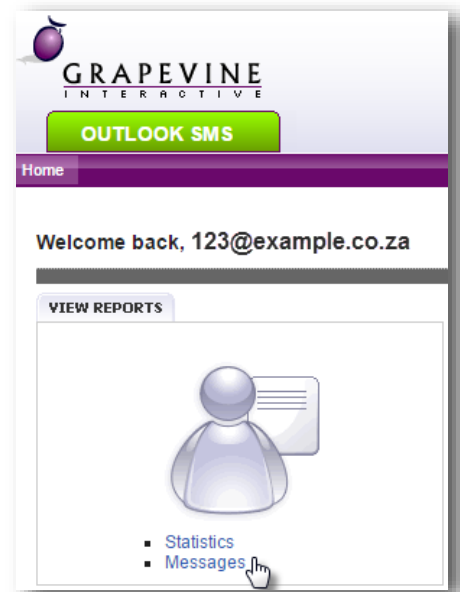 GRAPEVINE
INTERACTIVE
OUTLOOK SMS
Home
Welcome back, 123@example.co.za
VIEW REPORTS
Statistics
Messages